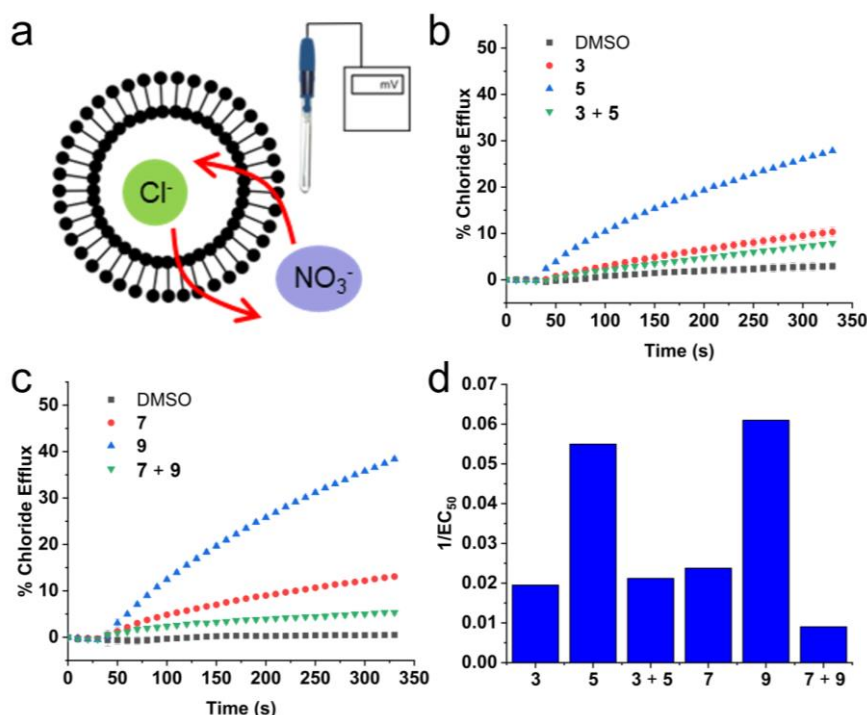 a
mV
Cl⁻
NO₃⁻
b
% Chloride Efflux
50
40
30
20
10
0
DMSO
3
5
3 + 5
0 50 100 150 200 250 300 350
Time (s)
c
% Chloride Efflux
50
40
30
20
10
0
DMSO
7
9
7 + 9
0 50 100 150 200 250 300 350
Time (s)
d
1/EC₅₀
0.07
0.06
0.05
0.04
0.03
0.02
0.01
0.00
3 5 3 + 5 7 9 7 + 9